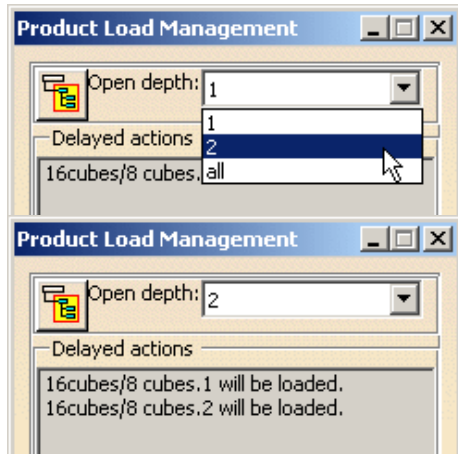 Product Load Management
Open depth: 1
1
2
all
Delayed actions
16cubes/8 cubes.
Product Load Management
Open depth: 2
Delayed actions
16cubes/8 cubes.1 will be loaded.
16cubes/8 cubes.2 will be loaded.